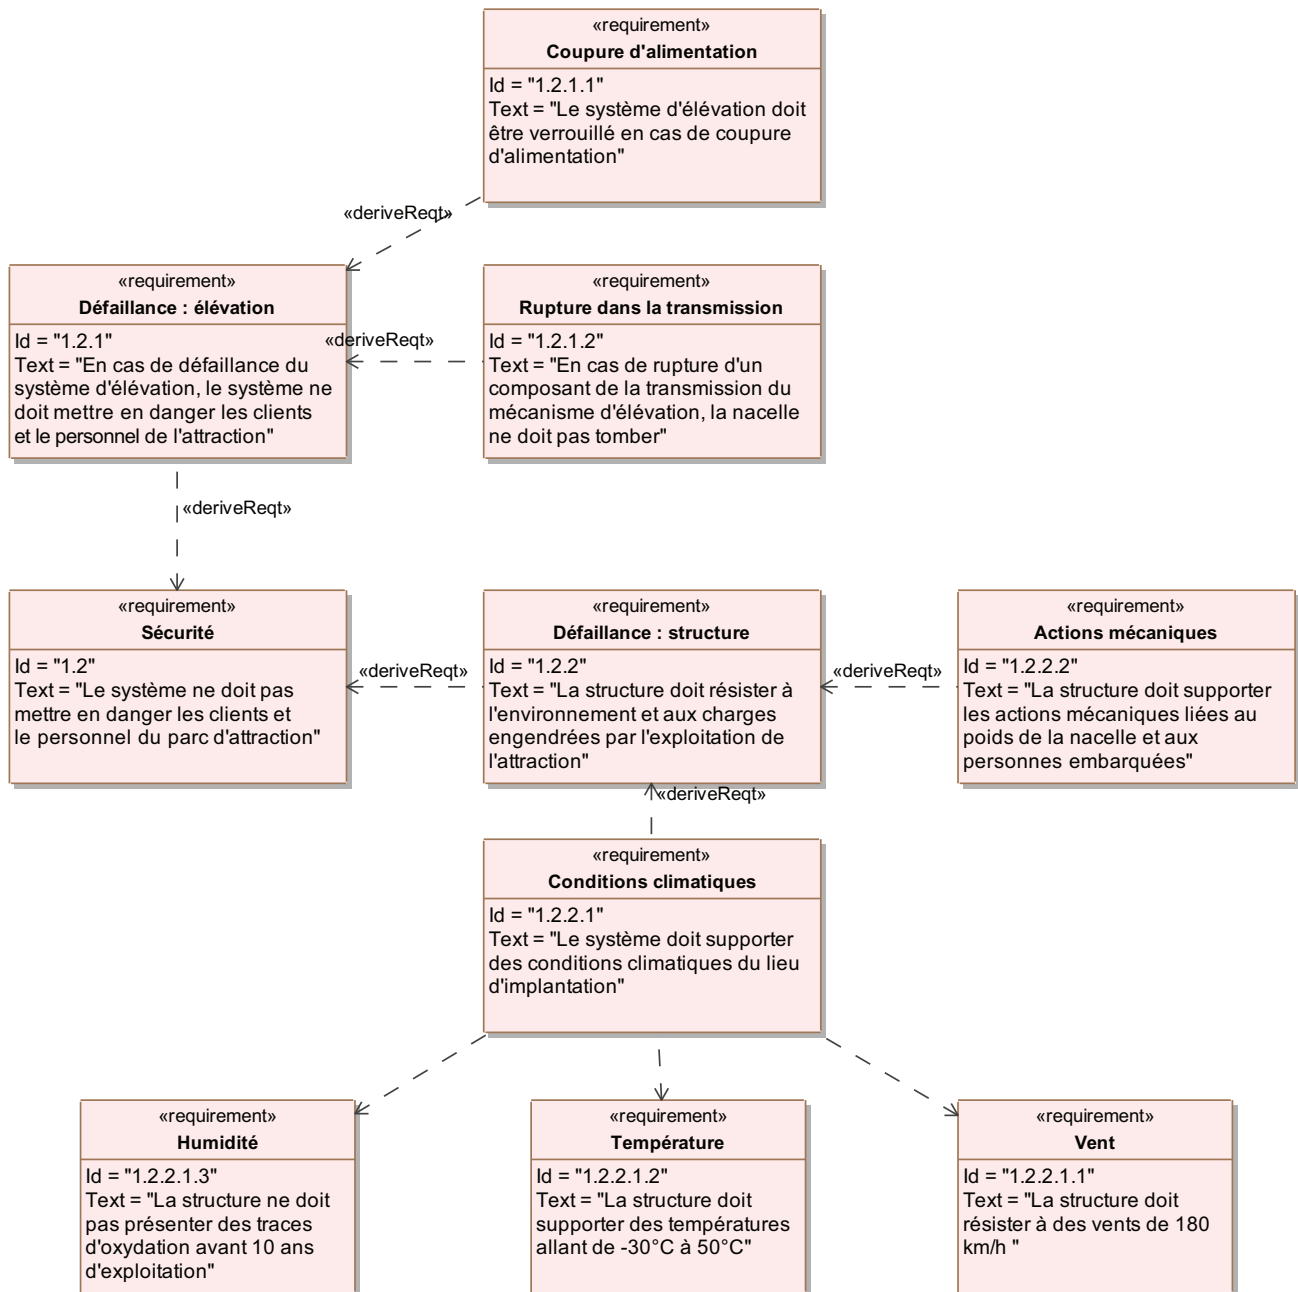 «requirement»
Coupure d'alimentation
Id = "1.2.1.1"
Text = "Le système d'élévation doit
être verrouillé en cas de coupure
d'alimentation"
«deriveReqt»
«requirement»
Défaillance : élévation
Id = "1.2.1"
Text = "En cas de défaillance du
système d'élévation, le système ne
doit mettre en danger les clients
et le personnel de l'attraction"
«deriveReqt»
«requirement»
Rupture dans la transmission
Id = "1.2.1.2"
Text = "En cas de rupture d'un
composant de la transmission du
mécanisme d'élévation, la nacelle
ne doit pas tomber"
«deriveReqt»
«requirement»
Sécurité
Id = "1.2"
Text = "Le système ne doit pas
mettre en danger les clients et
le personnel du parc d'attraction"
«deriveReqt»
«requirement»
Défaillance : structure
Id = "1.2.2"
Text = "La structure doit résister à
l'environnement et aux charges
engendrées par l'exploitation de
l'attraction"
«deriveReqt»
«requirement»
Actions mécaniques
Id = "1.2.2.2"
Text = "La structure doit supporter
les actions mécaniques liées au
poids de la nacelle et aux
personnes embarquées"
«deriveReqt»
«requirement»
Conditions climatiques
Id = "1.2.2.1"
Text = "Le système doit supporter
des conditions climatiques du lieu
d'implantation"
«requirement»
Humidité
Id = "1.2.2.1.3"
Text = "La structure ne doit
pas présenter des traces
d'oxydation avant 10 ans
d'exploitation"
«requirement»
Température
Id = "1.2.2.1.2"
Text = "La structure doit
supporter des températures
allant de -30°C à 50°C"
«requirement»
Vent
Id = "1.2.2.1.1"
Text = "La structure doit
résister à des vents de 180
km/h "